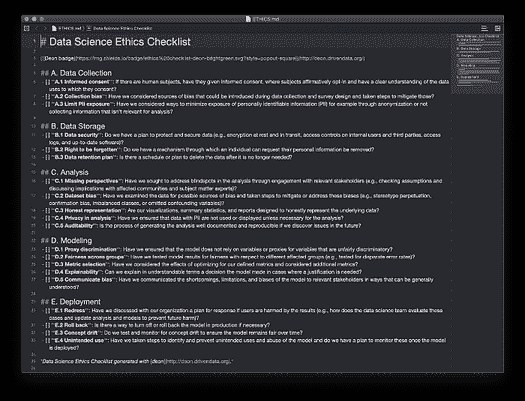 ETHICS.md
ETHICS.md Data Science Ethics Checklist
# Data Science Ethics Checklist
[![Deon badge](https://img.shields.io/badge/ethics%20checklist-deon-brightgreen.svg?style=popout-square)](http://deon.drivendata.org/)
## A. Data Collection
- [ ] **A.1 Informed consent**: If there are human subjects, have they given informed consent, where subjects affirmatively opt-in and have a clear understanding of the data
uses to which they consent?
- [ ] **A.2 Collection bias**: Have we considered sources of bias that could be introduced during data collection and survey design and taken steps to mitigate those?
- [ ] **A.3 Limit PII exposure**: Have we considered ways to minimize exposure of personally identifiable information (PII) for example through anonymization or not
collecting information that isn't relevant for analysis?
## B. Data Storage
- [ ] **B.1 Data security**: Do we have a plan to protect and secure data (e.g., encryption at rest and in transit, access controls on internal users and third parties, access
logs, and up-to-date software)?
- [ ] **B.2 Right to be forgotten**: Do we have a mechanism through which an individual can request their personal information be removed?
- [ ] **B.3 Data retention plan**: Is there a schedule or plan to delete the data after it is no longer needed?
## C. Analysis
- [ ] **C.1 Missing perspectives**: Have we sought to address blindspots in the analysis through engagement with relevant stakeholders (e.g., checking assumptions and
discussing implications with affected communities and subject matter experts)?
- [ ] **C.2 Dataset bias**: Have we examined the data for possible sources of bias and taken steps to mitigate or address these biases (e.g., stereotype perpetuation,
confirmation bias, imbalanced classes, or omitted confounding variables)?
- [ ] **C.3 Honest representation**: Are our visualizations, summary statistics, and reports designed to honestly represent the underlying data?
- [ ] **C.4 Privacy in analysis**: Have we ensured that data with PII are not used or displayed unless necessary for the analysis?
- [ ] **C.5 Auditability**: Is the process of generating the analysis well documented and reproducible if we discover issues in the future?
## D. Modeling
- [ ] **D.1 Proxy discrimination**: Have we ensured that the model does not rely on variables or proxies for variables that are unfairly discriminatory?
- [ ] **D.2 Fairness across groups**: Have we tested model results for fairness with respect to different affected groups (e.g., tested for disparate error rates)?
- [ ] **D.3 Metric selection**: Have we considered the effects of optimizing for our defined metrics and considered additional metrics?
- [ ] **D.4 Explainability**: Can we explain in understandable terms a decision the model made in cases where a justification is needed?
- [ ] **D.5 Communicate bias**: Have we communicated the shortcomings, limitations, and biases of the model to relevant stakeholders in ways that can be generally
understood?
## E. Deployment
- [ ] **E.1 Redress**: Have we discussed with our organization a plan for response if users are harmed by the results (e.g., how does the data science team evaluate these
cases and update analysis and models to prevent future harm)?
- [ ] **E.2 Roll back**: Is there a way to turn off or roll back the model in production if necessary?
- [ ] **E.3 Concept drift**: Do we test and monitor for concept drift to ensure the model remains fair over time?
- [ ] **E.4 Unintended use**: Have we taken steps to identify and prevent unintended uses and abuse of the model and do we have a plan to monitor these once the model
is deployed?
*Data Science Ethics Checklist generated with [deon](http://deon.drivendata.org).*